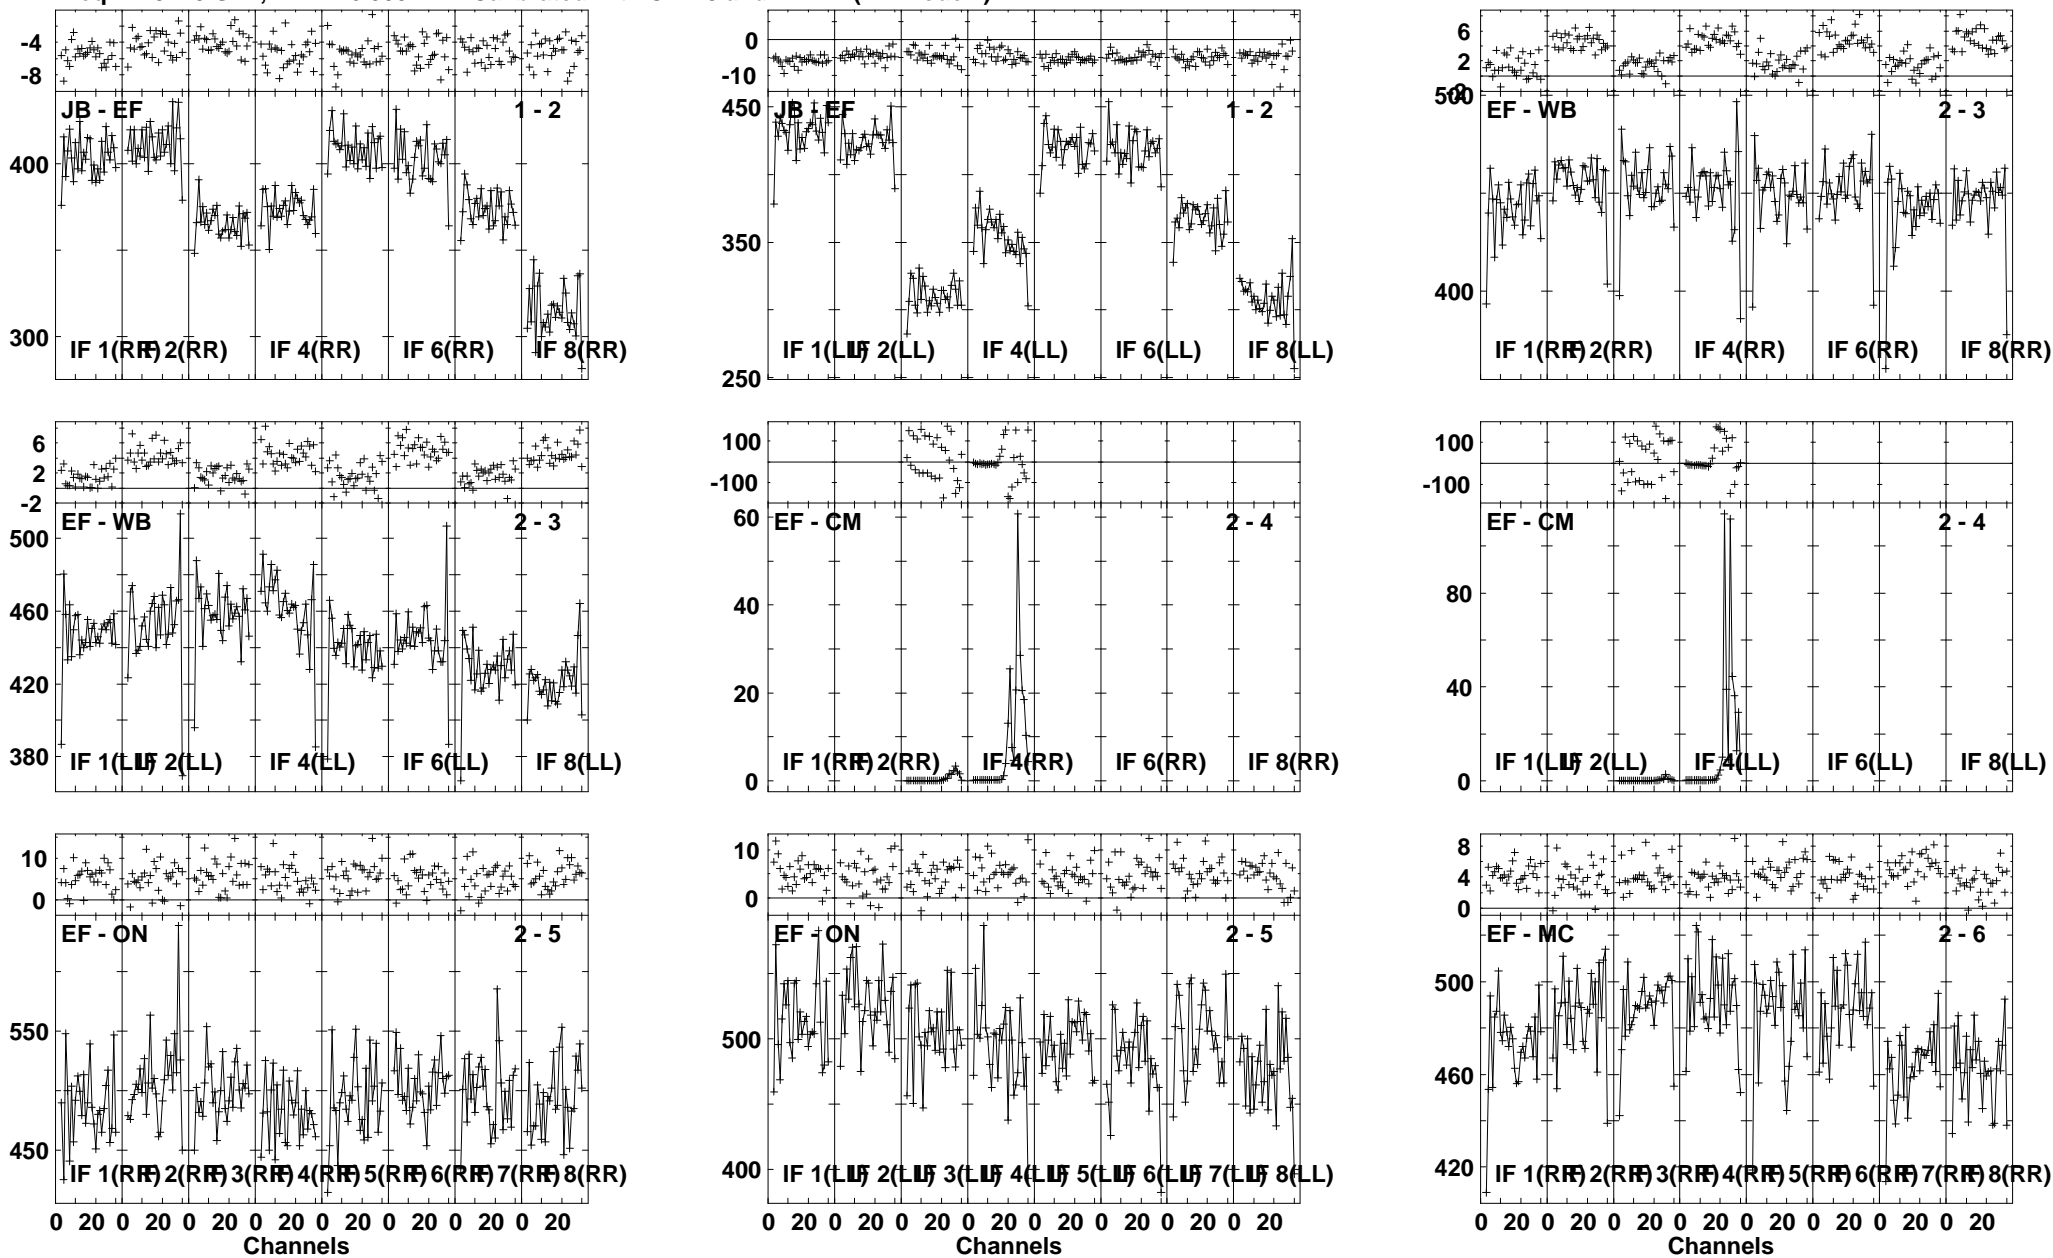 -4
-8
JB - EF 1 - 2
400
300
IF 1(RR) IF 2(RR) IF 4(RR) IF 6(RR) IF 8(RR)
0
-10
450
JB - EF 1 - 2
350
250
IF 1(LL) IF 2(LL) IF 4(LL) IF 6(LL) IF 8(LL)
6
2
-2
500
EF - WB 2 - 3
400
IF 1(RR) IF 2(RR) IF 4(RR) IF 6(RR) IF 8(RR)
6
2
-2
EF - WB 2 - 3
500
460
420
380
IF 1(LL) IF 2(LL) IF 4(LL) IF 6(LL) IF 8(LL)
100
-100
EF - CM 2 - 4
60
40
20
0
IF 1(RR) IF 2(RR) IF 4(RR) IF 6(RR) IF 8(RR)
100
-100
EF - CM 2 - 4
80
40
0
IF 1(LL) IF 2(LL) IF 4(LL) IF 6(LL) IF 8(LL)
10
0
EF - ON 2 - 5
550
450
IF 1(RR) IF 2(RR) IF 3(RR) IF 4(RR) IF 5(RR) IF 6(RR) IF 7(RR) IF 8(RR)
0 20 0 20 0 20 0 20 0 20 0 20 0 20 0 20
Channels
10
0
EF - ON 2 - 5
500
400
IF 1(LL) IF 2(LL) IF 3(LL) IF 4(LL) IF 5(LL) IF 6(LL) IF 7(LL) IF 8(LL)
0 20 0 20 0 20 0 20 0 20 0 20 0 20 0 20
Channels
8
4
0
EF - MC 2 - 6
500
460
420
IF 1(RR) IF 2(RR) IF 3(RR) IF 4(RR) IF 5(RR) IF 6(RR) IF 7(RR) IF 8(RR)
0 20 0 20 0 20 0 20 0 20 0 20 0 20 0 20
Channels